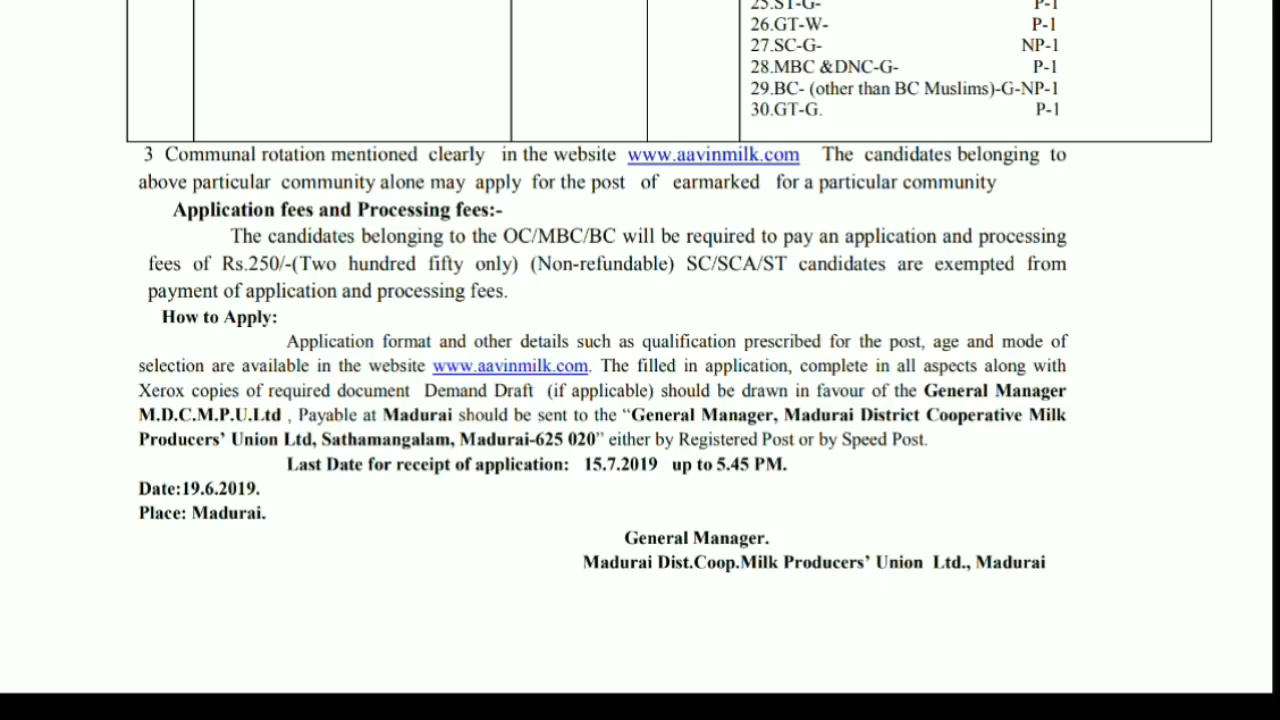 25.ST-G- P-1
26.GT-W- P-1
27.SC-G- NP-1
28.MBC &DNC-G- P-1
29.BC- (other than BC Muslims)-G-NP-1
30.GT-G. P-1
3 Communal rotation mentioned clearly in the website www.aavinmilk.com The candidates belonging to
above particular community alone may apply for the post of earmarked for a particular community
Application fees and Processing fees:-
The candidates belonging to the OC/MBC/BC will be required to pay an application and processing
fees of Rs.250/-(Two hundred fifty only) (Non-refundable) SC/SCA/ST candidates are exempted from
payment of application and processing fees.
How to Apply:
Application format and other details such as qualification prescribed for the post, age and mode of
selection are available in the website www.aavinmilk.com. The filled in application, complete in all aspects along with
Xerox copies of required document Demand Draft (if applicable) should be drawn in favour of the General Manager
M.D.C.M.P.U.Ltd , Payable at Madurai should be sent to the “General Manager, Madurai District Cooperative Milk
Producers’ Union Ltd, Sathamangalam, Madurai-625 020” either by Registered Post or by Speed Post.
Last Date for receipt of application: 15.7.2019 up to 5.45 PM.
Date:19.6.2019.
Place: Madurai.
General Manager.
Madurai Dist.Coop.Milk Producers’ Union Ltd., Madurai